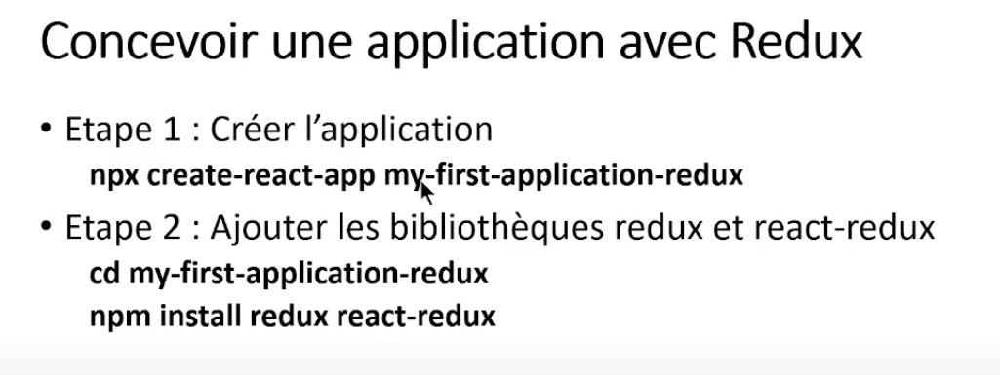 Concevoir une application avec Redux
• Etape 1 : Créer l’application
npx create-react-app my-first-application-redux
• Etape 2 : Ajouter les bibliothèques redux et react-redux
cd my-first-application-redux
npm install redux react-redux